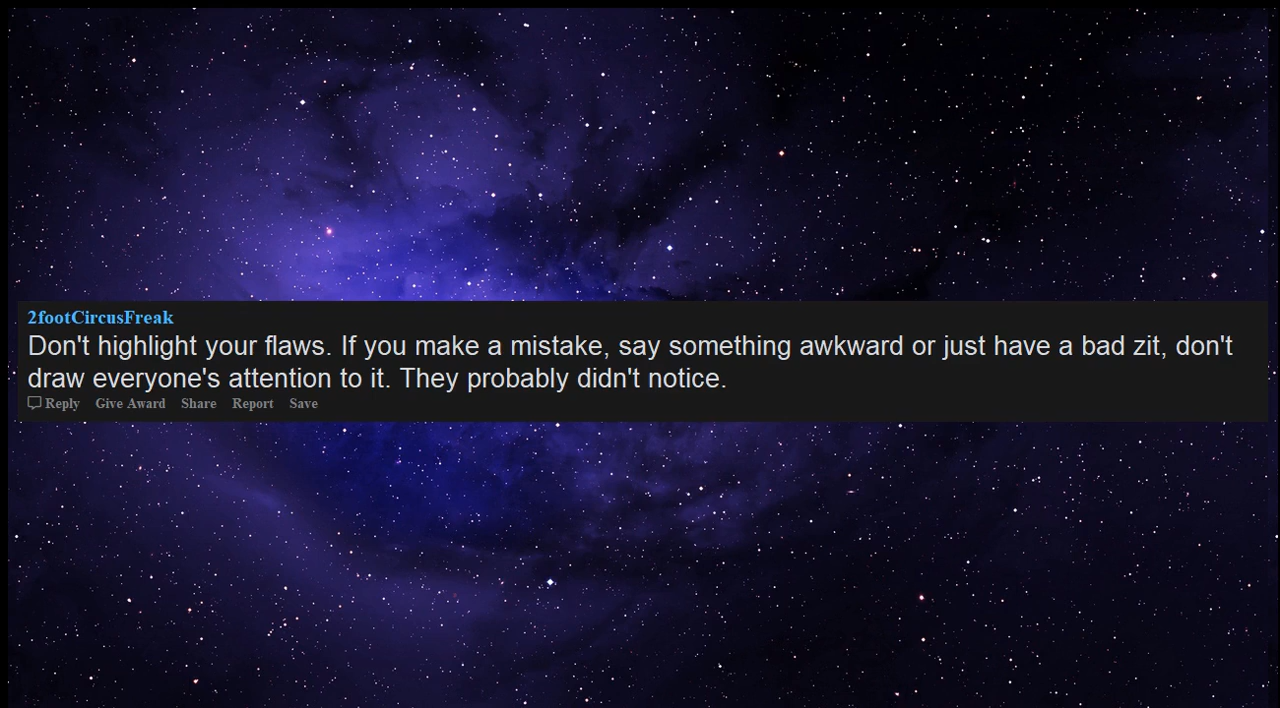 2footCircusFreak
Don't highlight your flaws. If you make a mistake, say something awkward or just have a bad zit, don't
draw everyone's attention to it. They probably didn't notice.
Reply Give Award Share Report Save